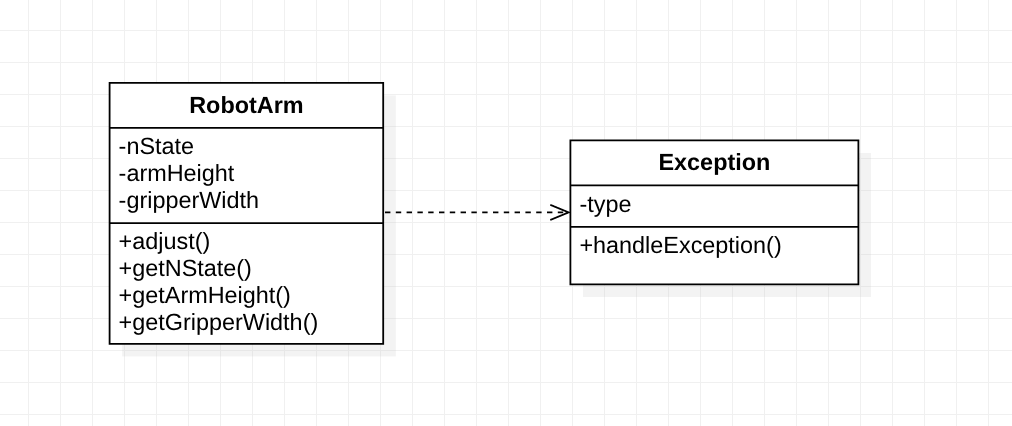 RobotArm
-nState
-armHeight
-gripperWidth
+adjust()
+getNState()
+getArmHeight()
+getGripperWidth()
Exception
-type
+handleException()